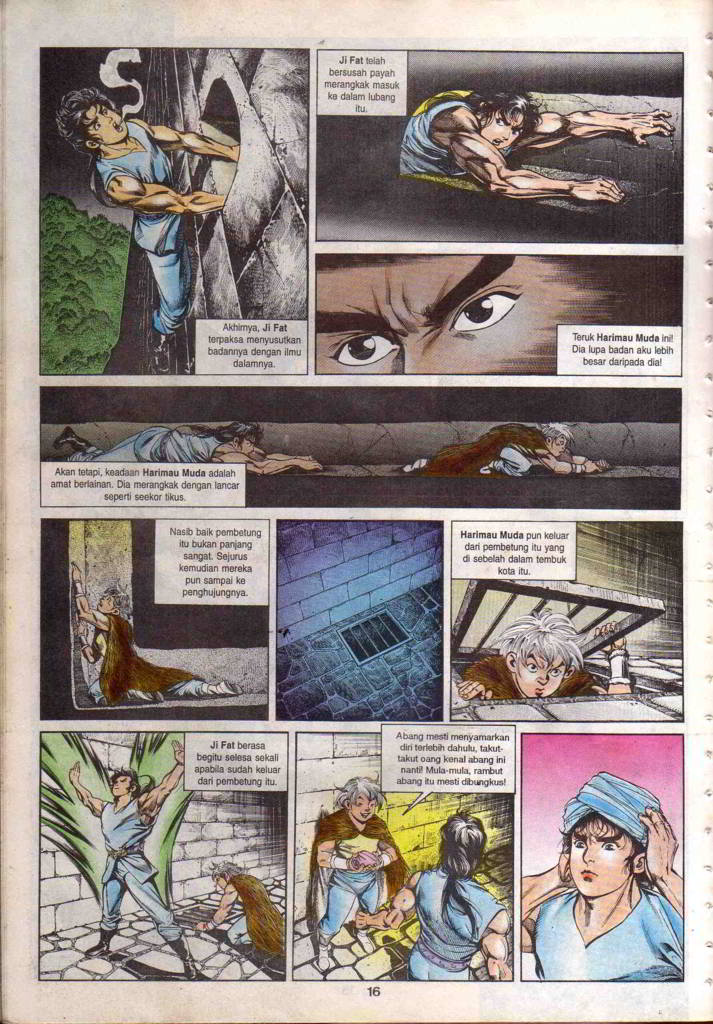 Akhirnya, Ji Fat
terpaksa menyusutkan
badannya dengan ilmu
dalamnya.
Ji Fat telah
bersusah payah
merangkak masuk
ke dalam lubang
itu.
Teruk Harimau Muda ini!
Dia lupa badan aku lebih
besar daripada dia!
Akan tetapi, keadaan Harimau Muda adalah
amat berlainan. Dia merangkak dengan lancar
seperti seekor tikus.
Nasib baik pembetung
itu bukan panjang
sangat. Sejurus
kemudian mereka
pun sampai ke
penghujungnya.
Harimau Muda pun keluar
dari pembetung itu yang
di sebelah dalam tembuk
kota itu.
Ji Fat berasa
begitu selesa sekali
apabila sudah keluar
dari pembetung itu.
Abang mesti menyamarkan
diri terlebih dahulu, takut-
takut oang kenal abang ini
nanti! Mula-mula, rambut
abang itu mesti dibungkus!
16